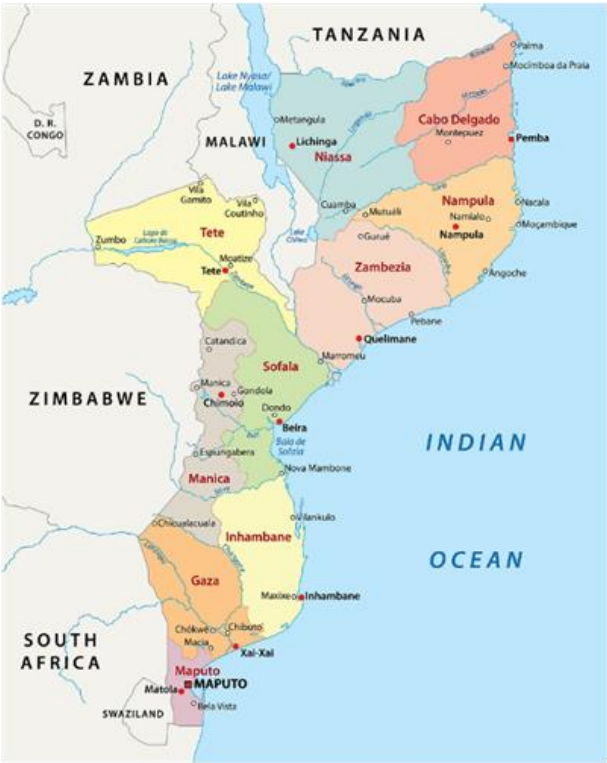 TANZANIA
ZAMBIA
Lake Nyasa/
Lake Malawi
Palma
Mocímboa da Praia
D. R.
CONGO
MALAWI
Metangula
Lichinga
Niassa
Cabo Delgado
Montepuez
Pemba
Vila
Gamito
Vila
Coutinho
Tete
Zumbo
Moatize
Tete
Cuamba
Mutuáli
Nampula
Namialo
Nampula
Nacala
Moçambique
Gurué
Zambezia
Angoche
Mocuba
Pebane
Quelimane
Marromeu
Catandica
Sofala
ZIMBABWE
Manica
Gondola
Chimoio
Dondo
Beira
Baia de
Sofala
Espungabera
Manica
Nova Mambone
INDIAN
OCEAN
Chicualacuala
Inhambane
Vilankulo
Gaza
Maxixe
Inhambane
Chókwè
Chibuto
Macia
Xai-Xai
SOUTH
AFRICA
Maputo
MAPUTO
Matola
SWAZILAND
Bela Vista